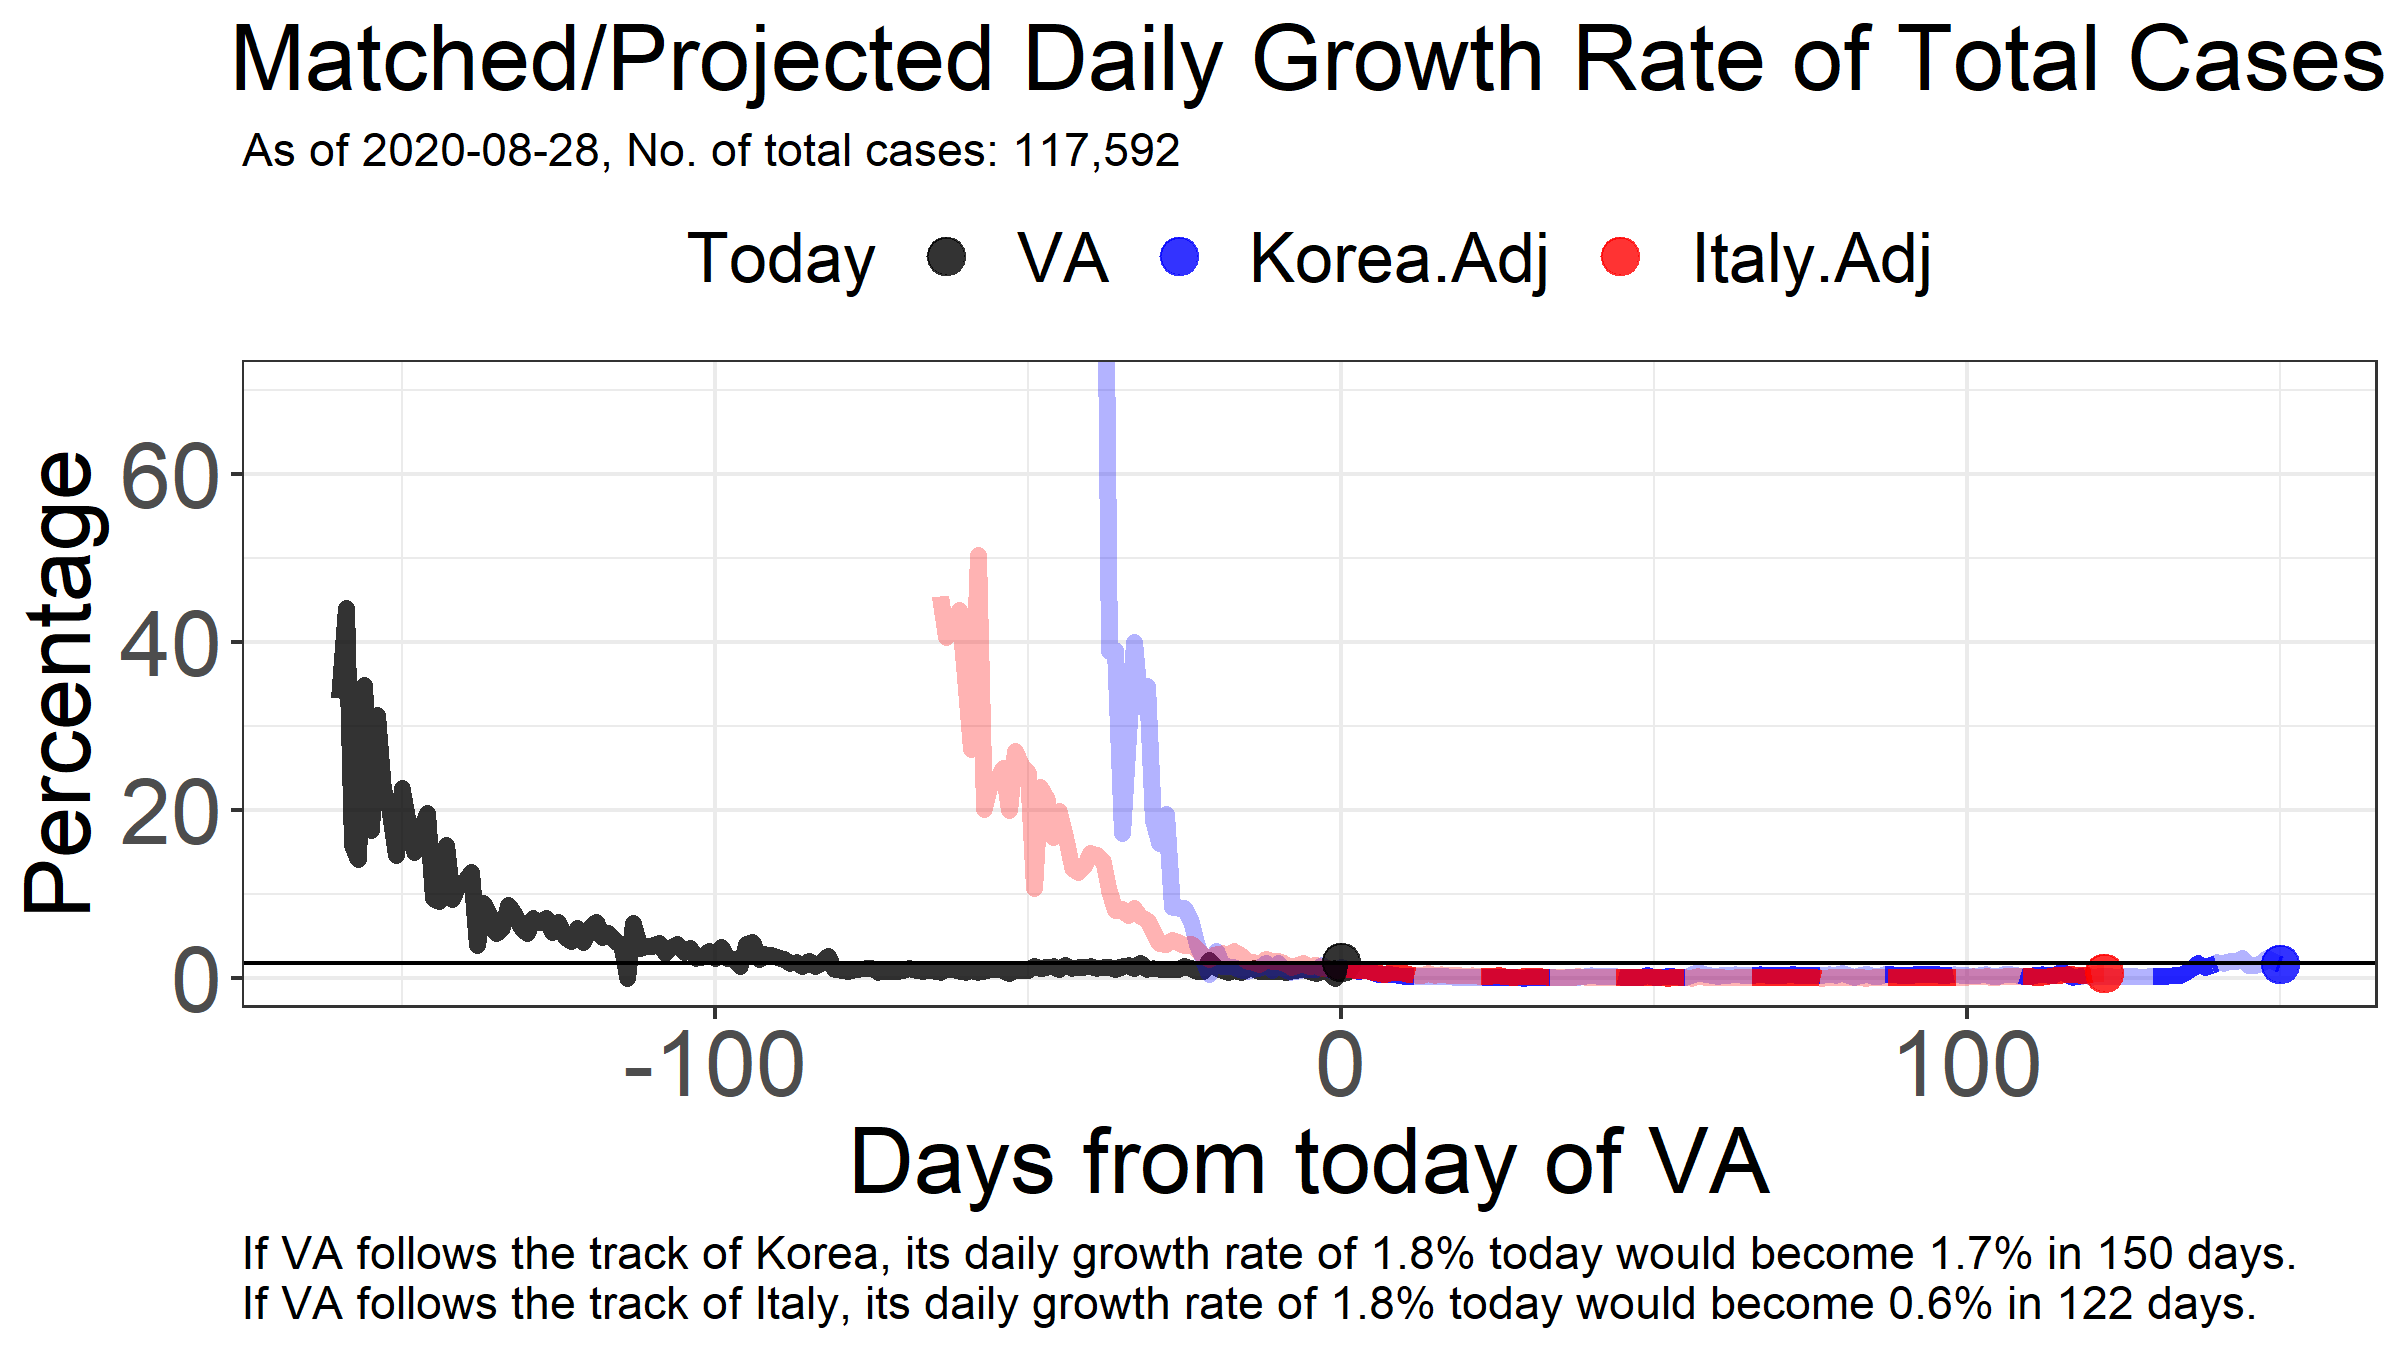 Matched/Projected Daily Growth Rate of Total Cases
As of 2020-08-28, No. of total cases: 117,592
Today VA Korea.Adj Italy.Adj
Percentage
60
40
20
0
-100 0 100
Days from today of VA
If VA follows the track of Korea, its daily growth rate of 1.8% today would become 1.7% in 150 days.
If VA follows the track of Italy, its daily growth rate of 1.8% today would become 0.6% in 122 days.